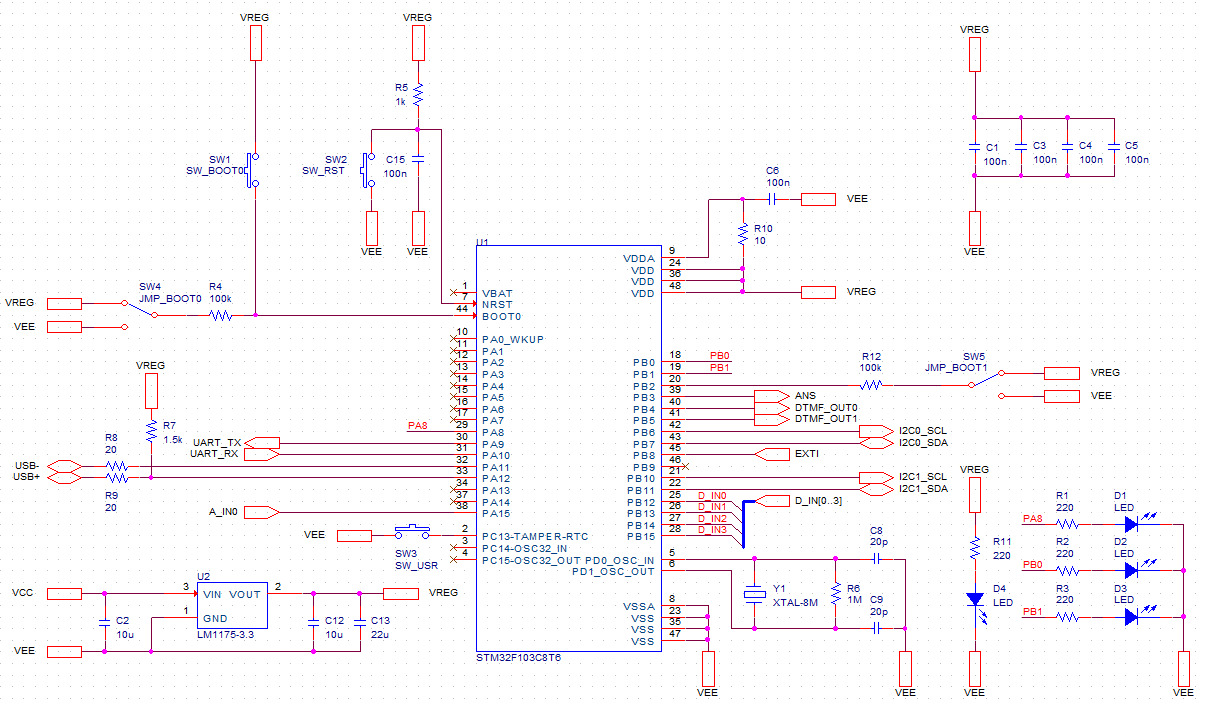 VREG
VREG
VREG
R5
1k
SW1
SW_BOOT0
SW2
SW_RST
C15
100n
C1
100n
C3
100n
C4
100n
C5
100n
C6
100n
VEE
R10
10
VEE
VEE
VEE
U1
SW4
JMP_BOOT0
R4
100k
VREG
VEE
VREG
1 VBAT
7 NRST
44 BOOT0
10 PA0_WKUP
11 PA1
12 PA2
13 PA3
14 PA4
15 PA5
16 PA6
17 PA7
29 PA8
30 PA9
31 PA10
32 PA11
33 PA12
34 PA13
37 PA14
38 PA15
2 PC13-TAMPER-RTC
3 PC14-OSC32_IN
4 PC15-OSC32_OUT
VDDA 9
VDD 24
VDD 36
VDD 48
PB0 18
PB1 19
PB2 20
PB3 39
PB4 40
PB5 41
PB6 42
PB7 43
PB8 45
PB9 46
PB10 21
PB11 22
PB12 25
PB13 26
PB14 27
PB15 28
PD0_OSC_IN 5
PD1_OSC_OUT 6
VSSA 8
VSS 23
VSS 35
VSS 47
STM32F103C8T6
VREG
R7
1.5k
PA8
UART_TX
UART_RX
R8
20
USB-
USB+
R9
20
A_IN0
VEE
SW3
SW_USR
PB0
PB1
R12
100k
SW5
JMP_BOOT1
VREG
VEE
ANS
DTMF_OUT0
DTMF_OUT1
I2C0_SCL
I2C0_SDA
EXTI
I2C1_SCL
I2C1_SDA
D_IN0
D_IN1
D_IN2
D_IN3
D_IN[0..3]
C8
20p
Y1
XTAL-8M
R6
1M
C9
20p
VEE
VEE
VREG
R11
220
D4
LED
VEE
R1
220
D1
LED
PA8
R2
220
D2
LED
PB0
R3
220
D3
LED
PB1
VEE
VCC
U2
3 VIN VOUT 2
1 GND
LM1175-3.3
VREG
C2
10u
C12
10u
C13
22u
VEE